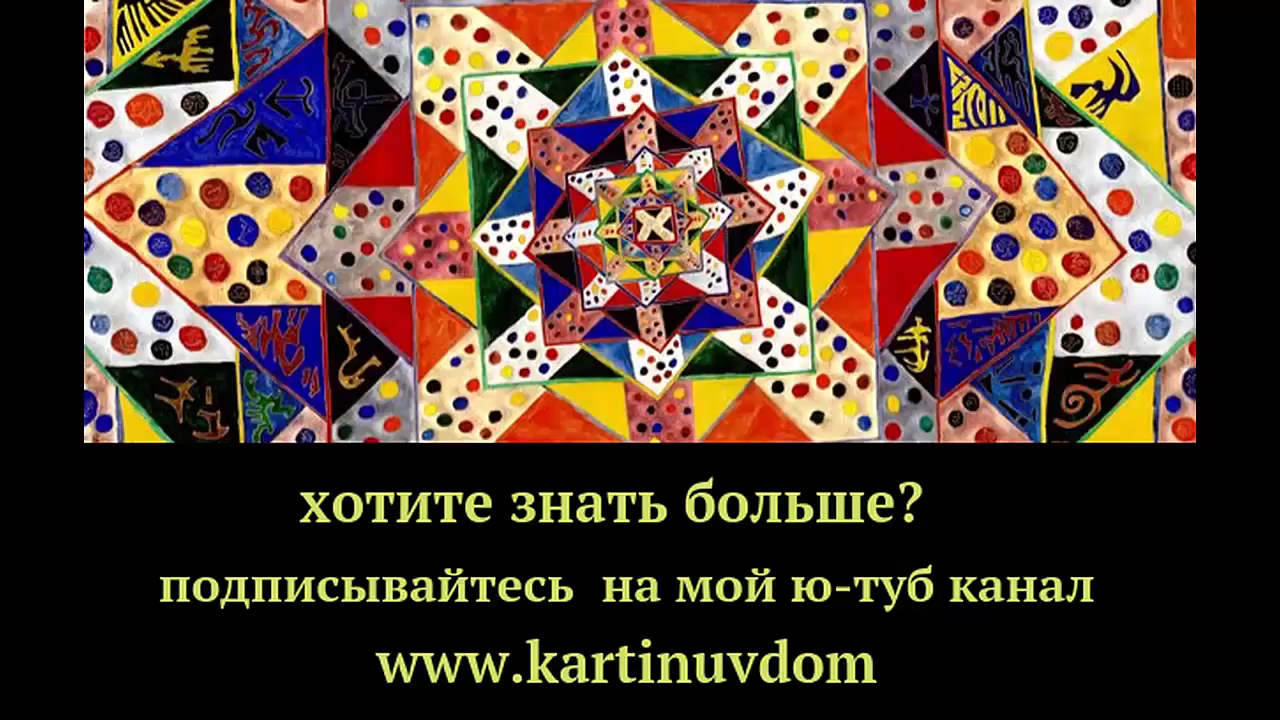 хотите знать больше?
подписывайтесь на мой ю-туб канал
www.kartinuvdom